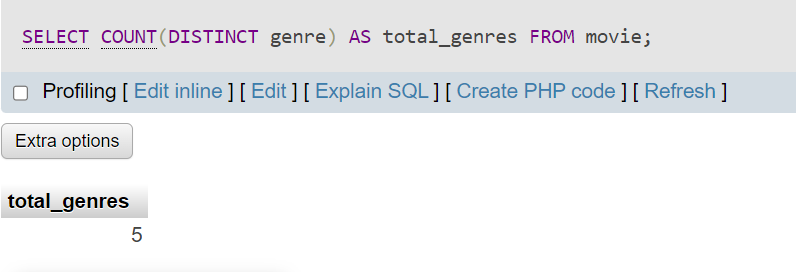 SELECT COUNT(DISTINCT genre) AS total_genres FROM movie;
Profiling [ Edit inline ] [ Edit ] [ Explain SQL ] [ Create PHP code ] [ Refresh ]
Extra options
total_genres
5